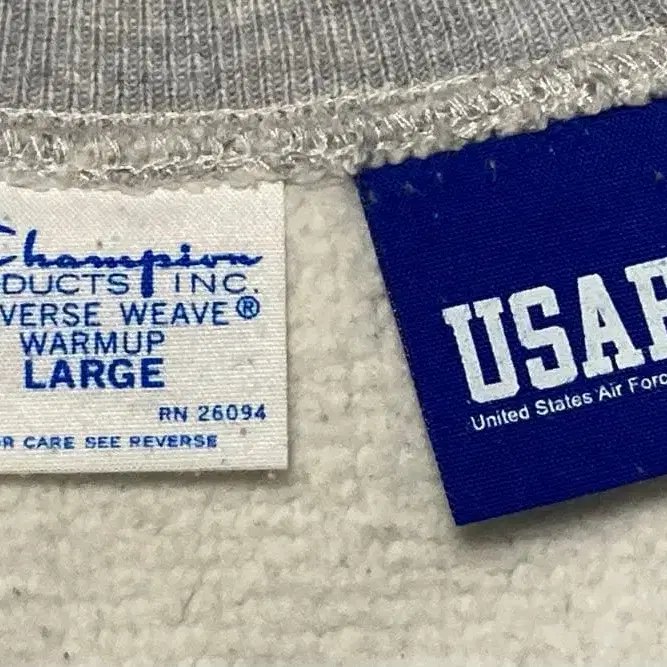 Champion
DUCTS INC.
VERSE WEAVE®
WARMUP
LARGE
RN 26094
R CARE SEE REVERSE
USAF
United States Air Forc